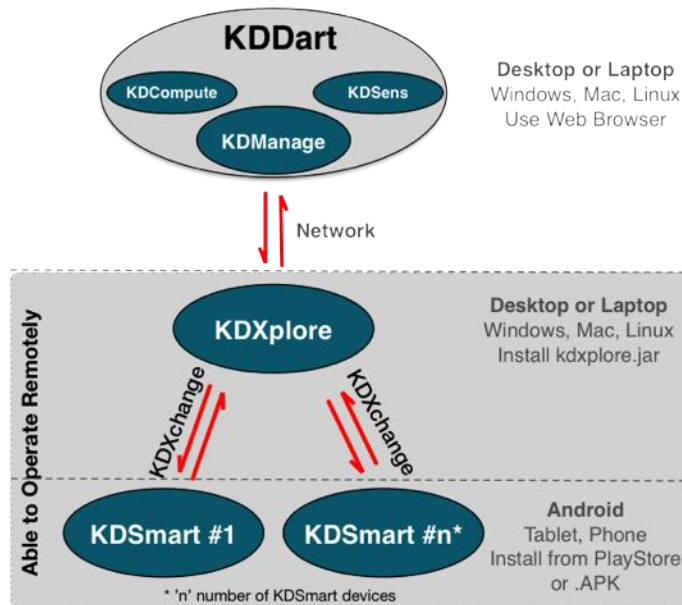 KDDart
KDCompute
KDSens
KDManage
Desktop or Laptop
Windows, Mac, Linux
Use Web Browser
Network
Able to Operate Remotely
KDXplore
Desktop or Laptop
Windows, Mac, Linux
Install kdxplore.jar
KDXchange
KDXchange
KDSmart #1
KDSmart #n*
Android
Tablet, Phone
Install from PlayStore
or .APK
* 'n' number of KDSmart devices